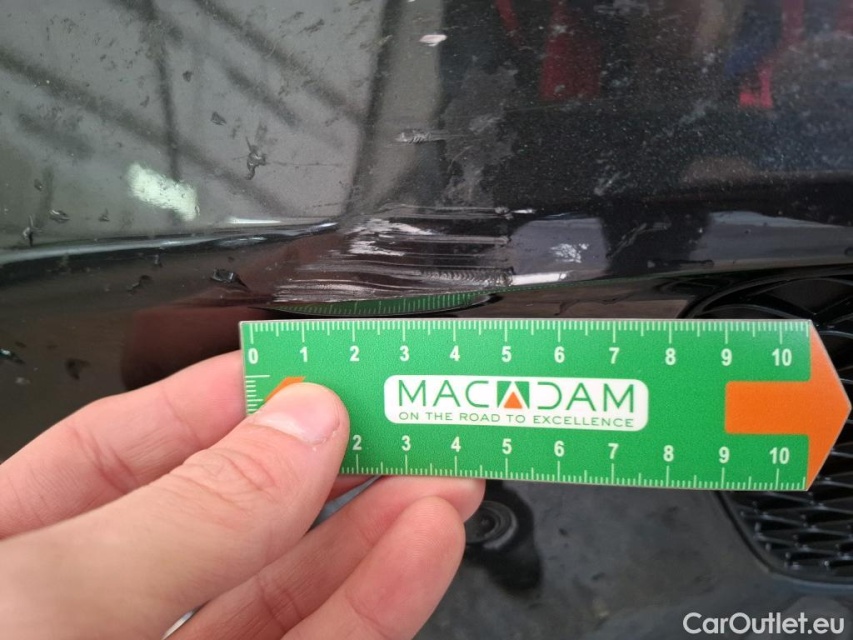 0 1 2 3 4 5 6 7 8 9 10
MACADAM
ON THE ROAD TO EXCELLENCE
2 3 4 5 6 7 8 9 10
CarOutlet.eu